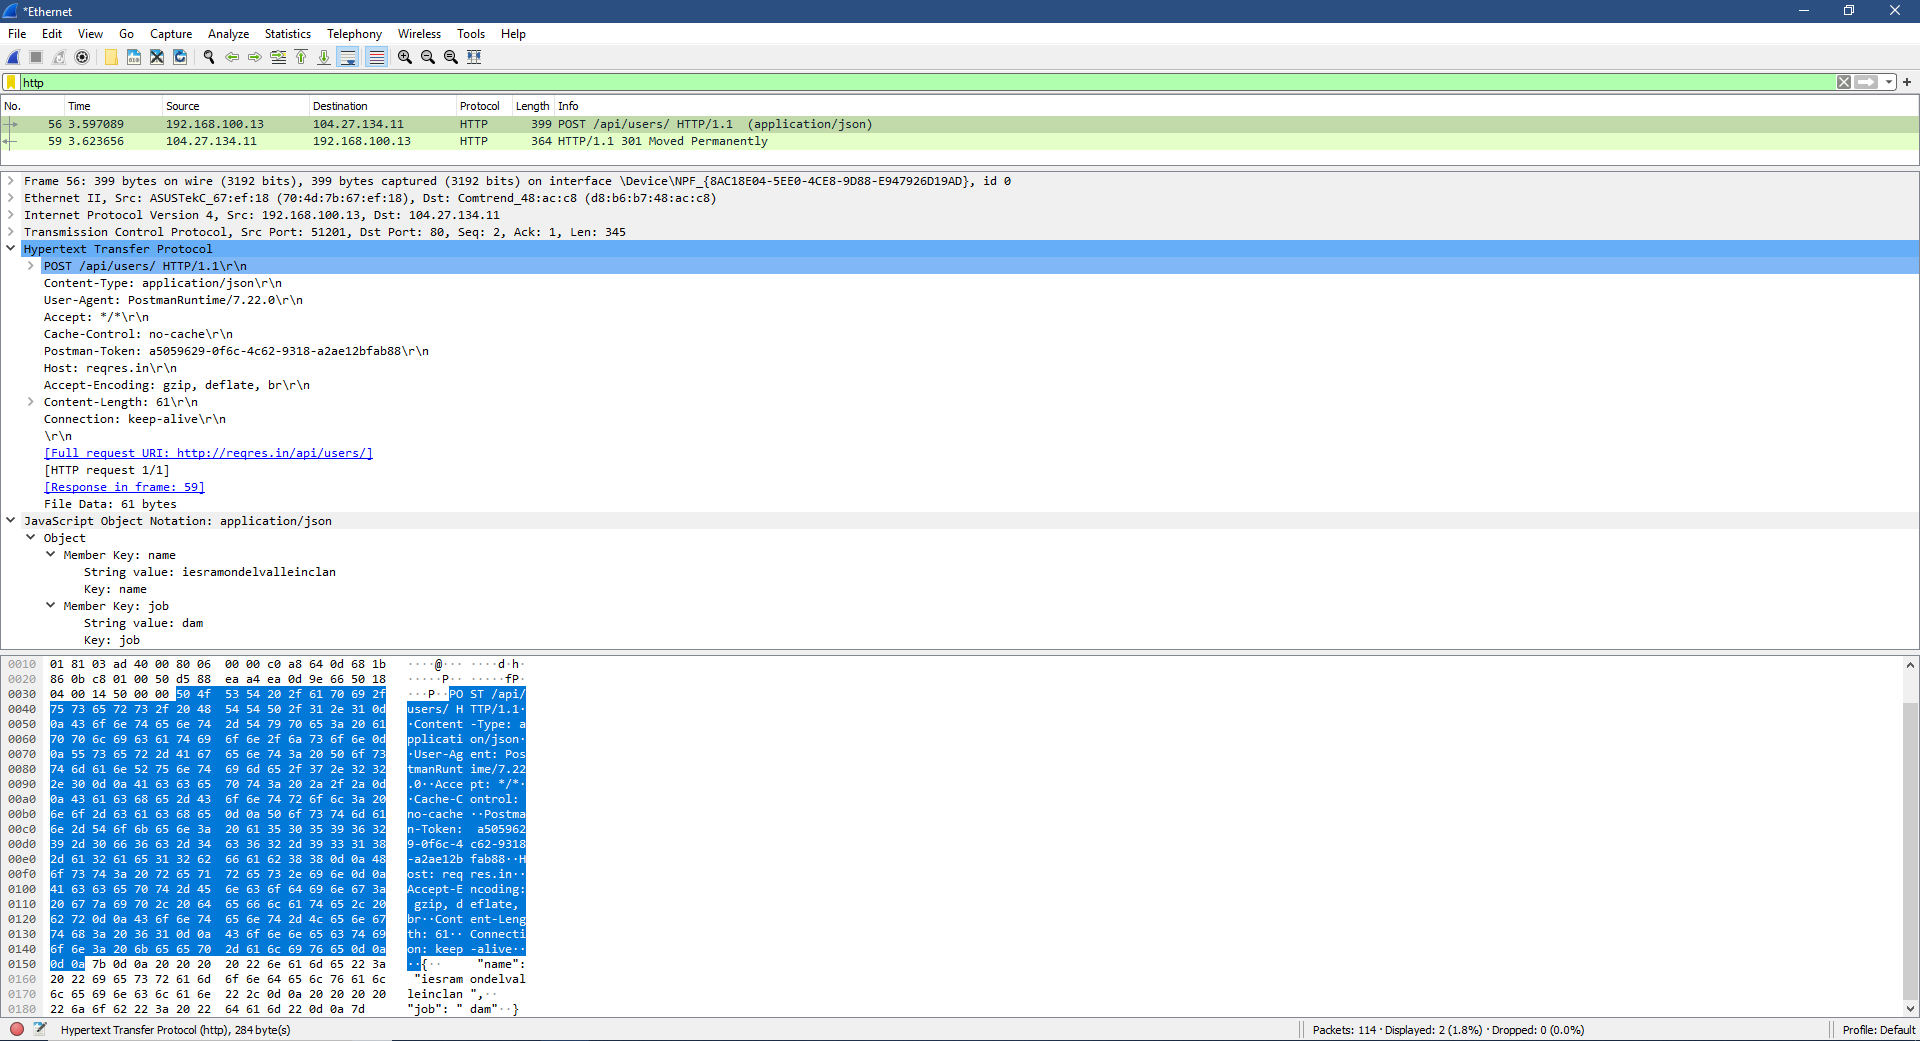 *Ethernet
File Edit View Go Capture Analyze Statistics Telephony Wireless Tools Help
http
No. Time Source Destination Protocol Length Info
56 3.597089 192.168.100.13 104.27.134.11 HTTP 399 POST /api/users/ HTTP/1.1  (application/json)
59 3.623656 104.27.134.11 192.168.100.13 HTTP 364 HTTP/1.1 301 Moved Permanently
Frame 56: 399 bytes on wire (3192 bits), 399 bytes captured (3192 bits) on interface \Device\NPF_{8AC18E04-5EE0-4CE8-9D88-E947926D19AD}, id 0
Ethernet II, Src: ASUSTekC_67:ef:18 (70:4d:7b:67:ef:18), Dst: Comtrend_48:ac:c8 (d8:b6:b7:48:ac:c8)
Internet Protocol Version 4, Src: 192.168.100.13, Dst: 104.27.134.11
Transmission Control Protocol, Src Port: 51201, Dst Port: 80, Seq: 2, Ack: 1, Len: 345
Hypertext Transfer Protocol
POST /api/users/ HTTP/1.1\r\n
Content-Type: application/json\r\n
User-Agent: PostmanRuntime/7.22.0\r\n
Accept: */*\r\n
Cache-Control: no-cache\r\n
Postman-Token: a5059629-0f6c-4c62-9318-a2ae12bfab88\r\n
Host: reqres.in\r\n
Accept-Encoding: gzip, deflate, br\r\n
Content-Length: 61\r\n
Connection: keep-alive\r\n
\r\n
[Full request URI: http://reqres.in/api/users/]
[HTTP request 1/1]
[Response in frame: 59]
File Data: 61 bytes
JavaScript Object Notation: application/json
Object
Member Key: name
String value: iesramondelvalleinclan
Key: name
Member Key: job
String value: dam
Key: job
0010 01 81 03 ad 40 00 80 06 00 00 c0 a8 64 0d 68 1b ····@··· ····d·h·
0020 86 0b c8 01 00 50 d5 88 ea a4 ea 0d 9e 66 50 18 ·····P·· ·····fP·
0030 04 00 14 50 00 00 50 4f 53 54 20 2f 61 70 69 2f ···P··PO ST /api/
0040 75 73 65 72 73 2f 20 48 54 54 50 2f 31 2e 31 0d users/ H TTP/1.1·
0050 0a 43 6f 6e 74 65 6e 74 2d 54 79 70 65 3a 20 61 ·Content -Type: a
0060 70 70 6c 69 63 61 74 69 6f 6e 2f 6a 73 6f 6e 0d pplicati on/json·
0070 0a 55 73 65 72 2d 41 67 65 6e 74 3a 20 50 6f 73 ·User-Ag ent: Pos
0080 74 6d 61 6e 52 75 6e 74 69 6d 65 2f 37 2e 32 32 tmanRunt ime/7.22
0090 2e 30 0d 0a 41 63 63 65 70 74 3a 20 2a 2f 2a 0d .0··Acce pt: */*·
00a0 0a 43 61 63 68 65 2d 43 6f 6e 74 72 6f 6c 3a 20 ·Cache-C ontrol:
00b0 6e 6f 2d 63 61 63 68 65 0d 0a 50 6f 73 74 6d 61 no-cache ··Postma
00c0 6e 2d 54 6f 6b 65 6e 3a 20 61 35 30 35 39 36 32 n-Token:  a505962
00d0 39 2d 30 66 36 63 2d 34 63 36 32 2d 39 33 31 38 9-0f6c-4 c62-9318
00e0 2d 61 32 61 65 31 32 62 66 61 62 38 38 0d 0a 48 -a2ae12b fab88··H
00f0 6f 73 74 3a 20 72 65 71 72 65 73 2e 69 6e 0d 0a ost: req res.in··
0100 41 63 63 65 70 74 2d 45 6e 63 6f 64 69 6e 67 3a Accept-E ncoding:
0110 20 67 7a 69 70 2c 20 64 65 66 6c 61 74 65 2c 20 gzip, d eflate,
0120 62 72 0d 0a 43 6f 6e 74 65 6e 74 2d 4c 65 6e 67 br··Cont ent-Leng
0130 74 68 3a 20 36 31 0d 0a 43 6f 6e 6e 65 63 74 69 th: 61·· Connecti
0140 6f 6e 3a 20 6b 65 65 70 2d 61 6c 69 76 65 0d 0a on: keep -alive··
0150 0d 0a 7b 0d 0a 20 20 20 20 22 6e 61 6d 65 22 3a ··{·· "name":
0160 20 22 69 65 73 72 61 6d 6f 6e 64 65 6c 76 61 6c "iesram ondelval
0170 6c 65 69 6e 63 6c 61 6e 22 2c 0d 0a 20 20 20 20 leinclan ",··
0180 22 6a 6f 62 22 3a 20 22 64 61 6d 22 0d 0a 7d "job": " dam"··}
Hypertext Transfer Protocol (http), 284 byte(s) Packets: 114 · Displayed: 2 (1.8%) · Dropped: 0 (0.0%) Profile: Default